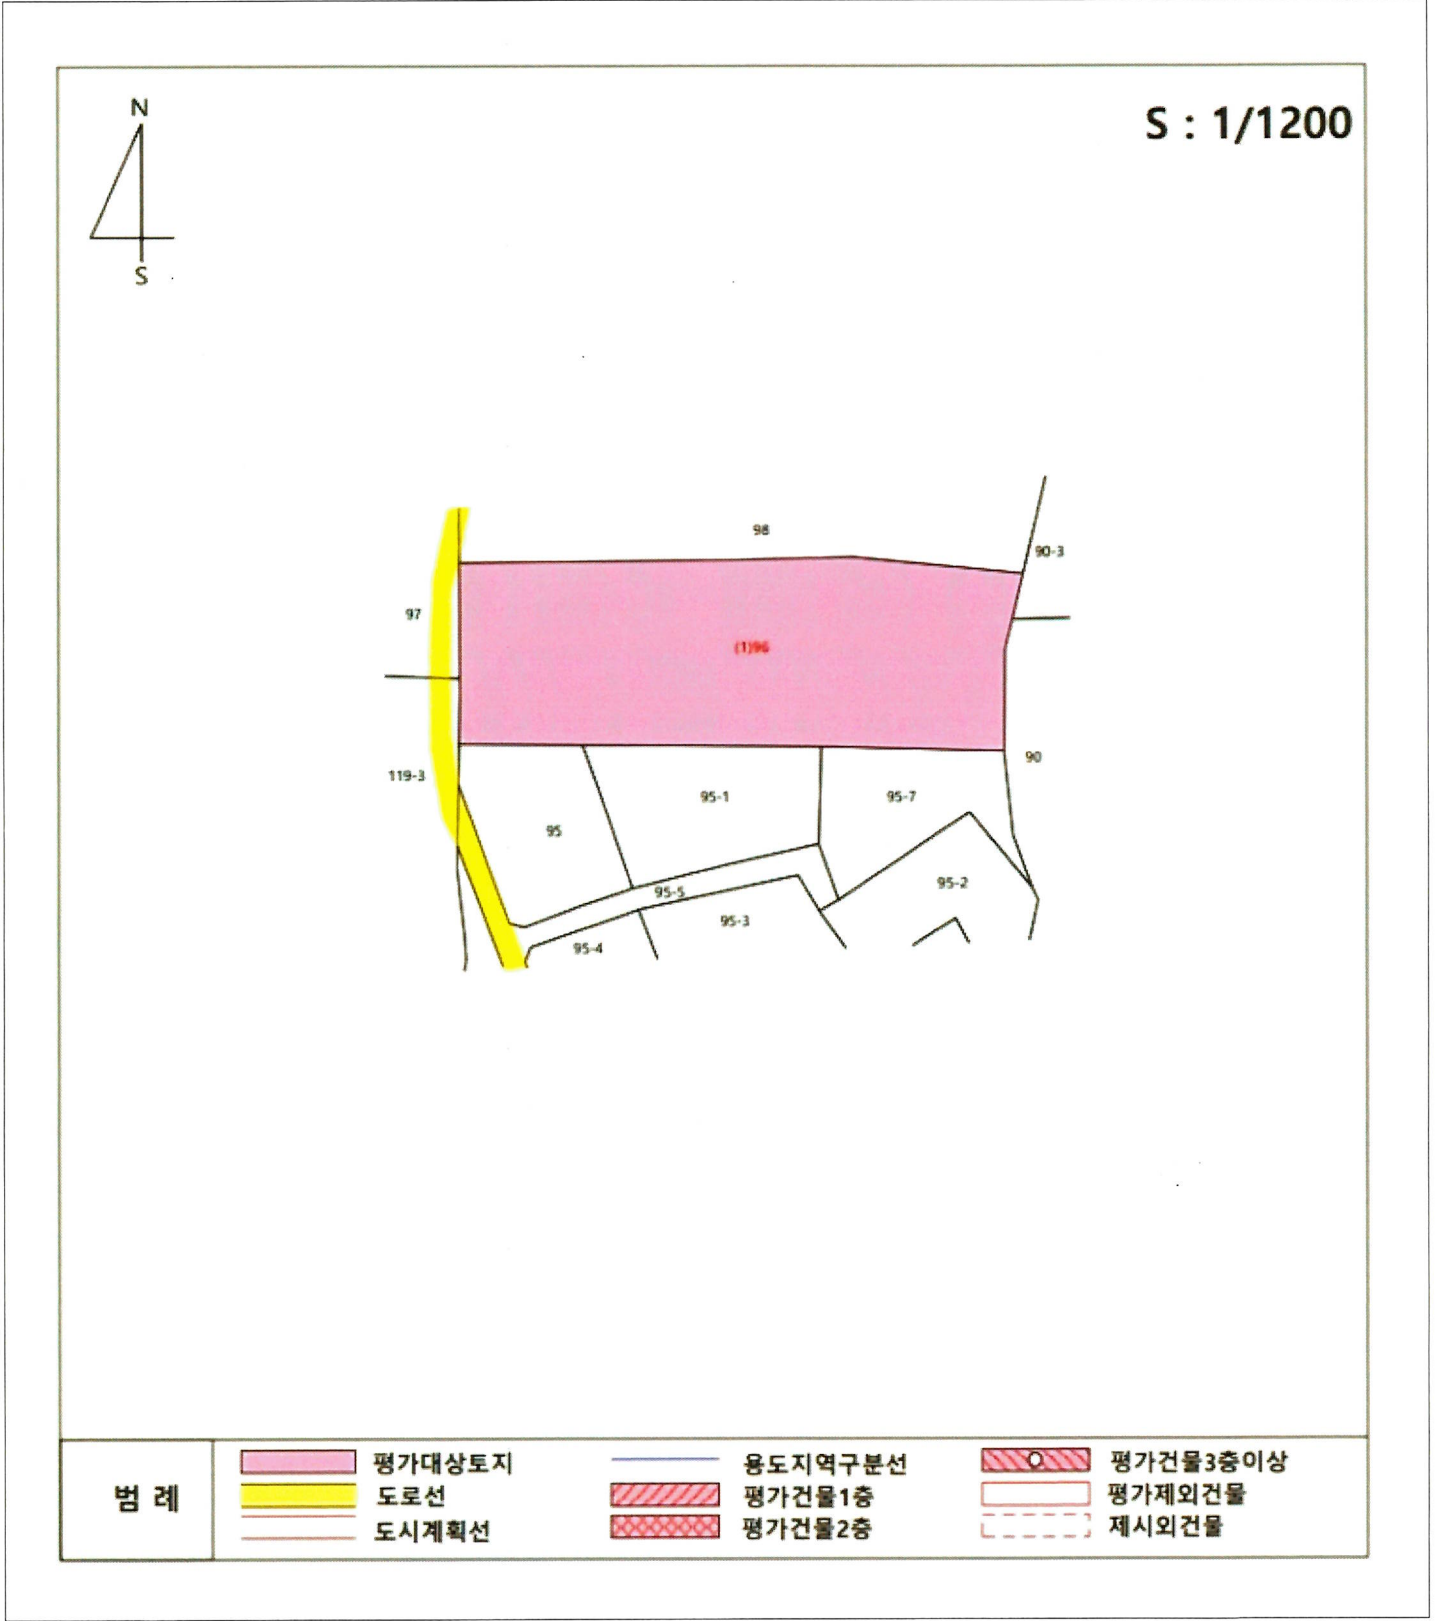 N
S : 1/1200
S
98
90-3
97
(1)96
119-3
90
95-1
95-7
95
95-5
95-2
95-3
95-4
범 례
평가대상토지
용도지역구분선
평가건물3층이상
도로선
평가건물1층
평가제외건물
도시계획선
평가건물2층
제시외건물